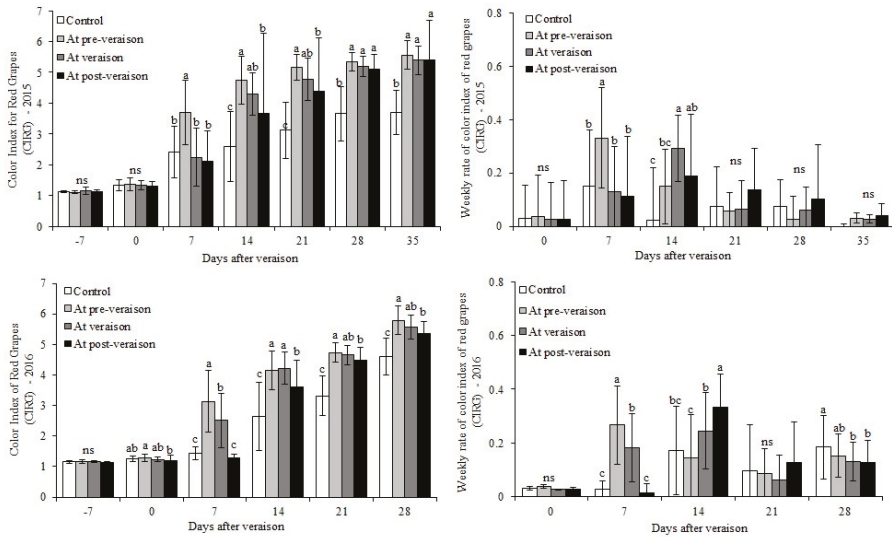 Color Index for Red Grapes
(CIRG) - 2015
7
6
5
4
3
2
1
0
Control
At pre-veraison
At veraison
At post-veraison
ns
ns
b a b b
c a a b
b a ab b
b a a a
b a a a
-7 0 7 14 21 28 35
Days after veraison
Weekly rate of color index of red grapes
(CIRG) - 2015
0.8
0.6
0.4
0.2
0
Control
At pre-veraison
At veraison
At post-veraison
ns
b a b b
c bc a ab
ns
ns
ns
0 7 14 21 28 35
Days after veraison
Color Index of Red Grapes
(CIRG) - 2016
7
6
5
4
3
2
1
0
Control
At pre-veraison
At veraison
At post-veraison
ns
ab a ab b
c a b c
c a a b
c a ab b
c a ab b
-7 0 7 14 21 28
Days after veraison
Weekly rate of color index of red grapes
(CIRG) - 2016
0.8
0.6
0.4
0.2
0
Control
At pre-veraison
At veraison
At post-veraison
ns
c a b c
bc c b a
ns
a ab b b
0 7 14 21 28
Days after veraison